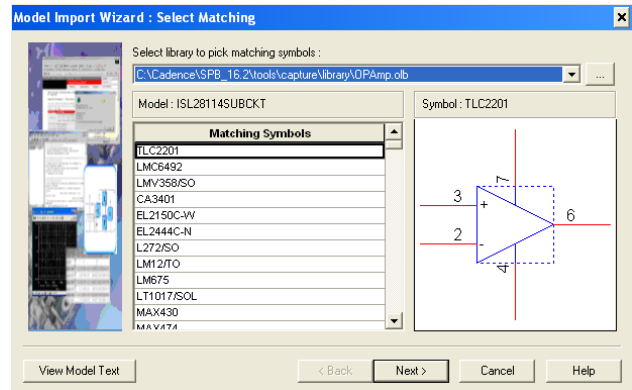 Model Import Wizard : Select Matching
Select library to pick matching symbols :
C:\Cadence\SPB_16.2\tools\capture\library\OPAmp.olb
...
Model : ISL28114SUBCKT
Symbol : TLC2201
Matching Symbols
TLC2201
LMC6492
LMV358/SO
CA3401
EL2150C-W
EL2444C-N
L272/SO
LM12/TO
LM675
LT1017/SOL
MAX430
MAX474
7
3
+
6
2
-
4
View Model Text
< Back
Next >
Cancel
Help